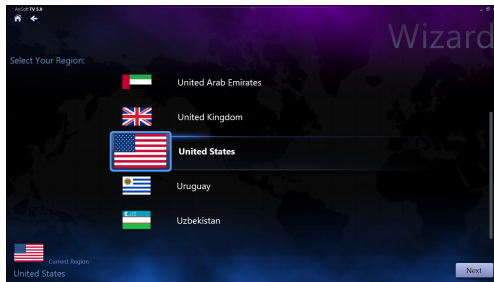 ArcSoft TV 5.0
Wizard
Select Your Region:
United Arab Emirates
United Kingdom
United States
Uruguay
Uzbekistan
Current Region
United States
Next